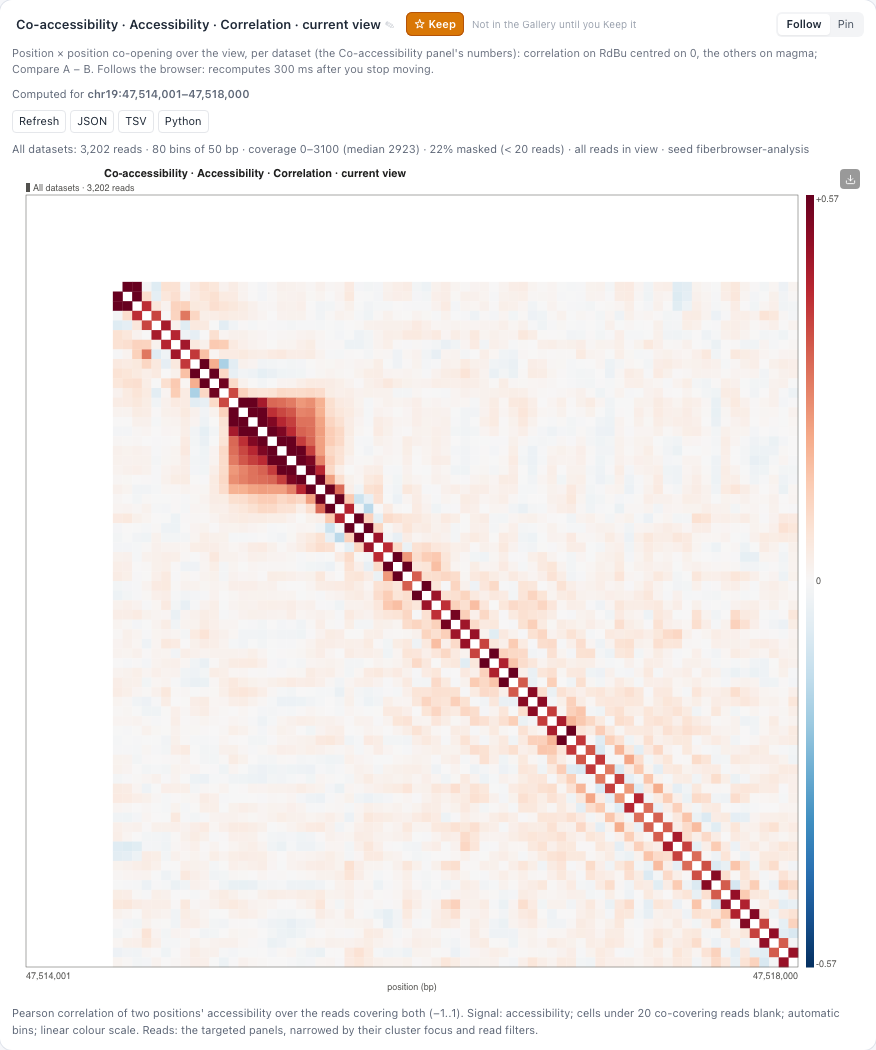 Co-accessibility · Accessibility · Correlation · current view
☆ Keep
Not in the Gallery until you Keep it
Follow
Pin
Position × position co-opening over the view, per dataset (the Co-accessibility panel's numbers): correlation on RdBu centred on 0, the others on magma;
Compare A − B. Follows the browser: recomputes 300 ms after you stop moving.
Computed for chr19:47,514,001–47,518,000
Refresh
JSON
TSV
Python
All datasets: 3,202 reads · 80 bins of 50 bp · coverage 0–3100 (median 2923) · 22% masked (< 20 reads) · all reads in view · seed fiberbrowser-analysis
Co-accessibility · Accessibility · Correlation · current view
All datasets · 3,202 reads
+0.57
0
-0.57
47,514,001
47,518,000
position (bp)
Pearson correlation of two positions' accessibility over the reads covering both (−1..1). Signal: accessibility; cells under 20 co-covering reads blank; automatic
bins; linear colour scale. Reads: the targeted panels, narrowed by their cluster focus and read filters.